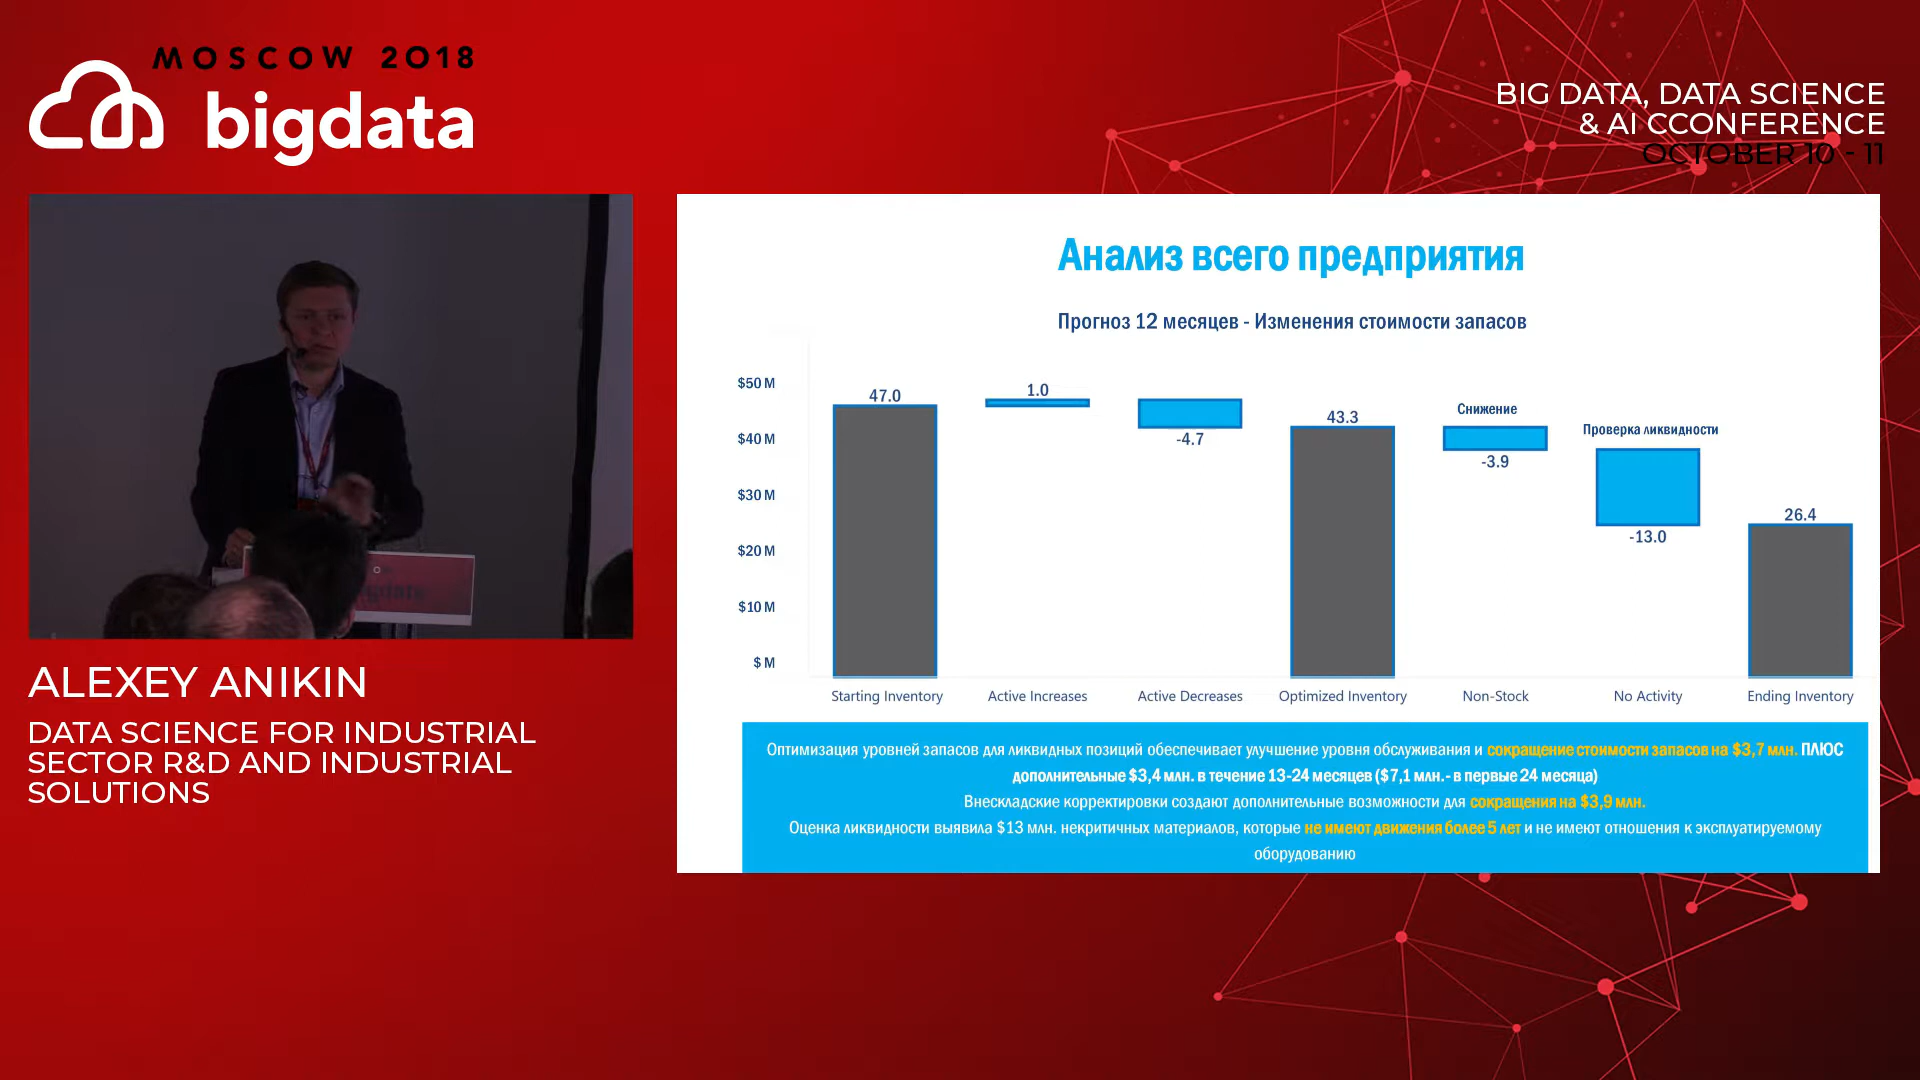 MOSCOW 2018
bigdata
BIG DATA, DATA SCIENCE
& AI CCONFERENCE
OCTOBER 10 - 11
ALEXEY ANIKIN
DATA SCIENCE FOR INDUSTRIAL
SECTOR R&D AND INDUSTRIAL
SOLUTIONS
Анализ всего предприятия
Прогноз 12 месяцев - Изменения стоимости запасов
$50 M
$40 M
$30 M
$20 M
$10 M
$ M
47.0
1.0
-4.7
43.3
Снижение
-3.9
Проверка ликвидности
-13.0
26.4
Starting Inventory
Active Increases
Active Decreases
Optimized Inventory
Non-Stock
No Activity
Ending Inventory
Оптимизация уровней запасов для ликвидных позиций обеспечивает улучшение уровня обслуживания и сокращение стоимости запасов на $3,7 млн. ПЛЮС
дополнительные $3,4 млн. в течение 13-24 месяцев ($7,1 млн.- в первые 24 месяца)
Внескладские корректировки создают дополнительные возможности для сокращения на $3,9 млн.
Оценка ликвидности выявила $13 млн. некритичных материалов, которые не имеют движения более 5 лет и не имеют отношения к эксплуатируемому
оборудованию